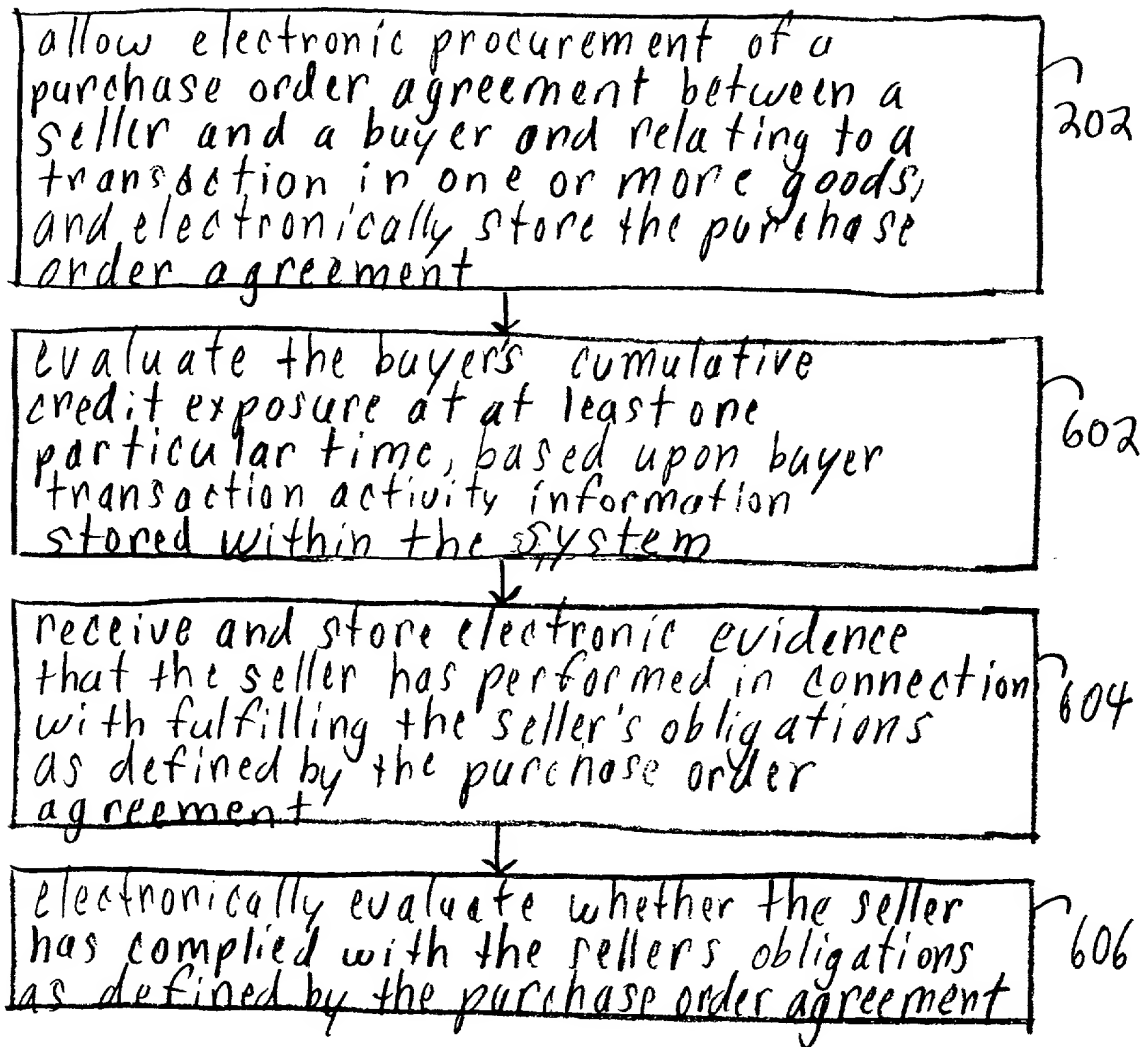 allow electronic procurement of a
purchase order agreement between a
seller and a buyer and relating to a
transaction in one or more goods,
and electronically store the purchase
order agreement
202
evaluate the buyer's cumulative
credit exposure at at least one
particular time, based upon buyer
transaction activity information
stored within the system
602
receive and store electronic evidence
that the seller has performed in connection
with fulfilling the seller's obligations
as defined by the purchase order
agreement
604
electronically evaluate whether the seller
has complied with the sellers obligations
as defined by the purchase order agreement
606